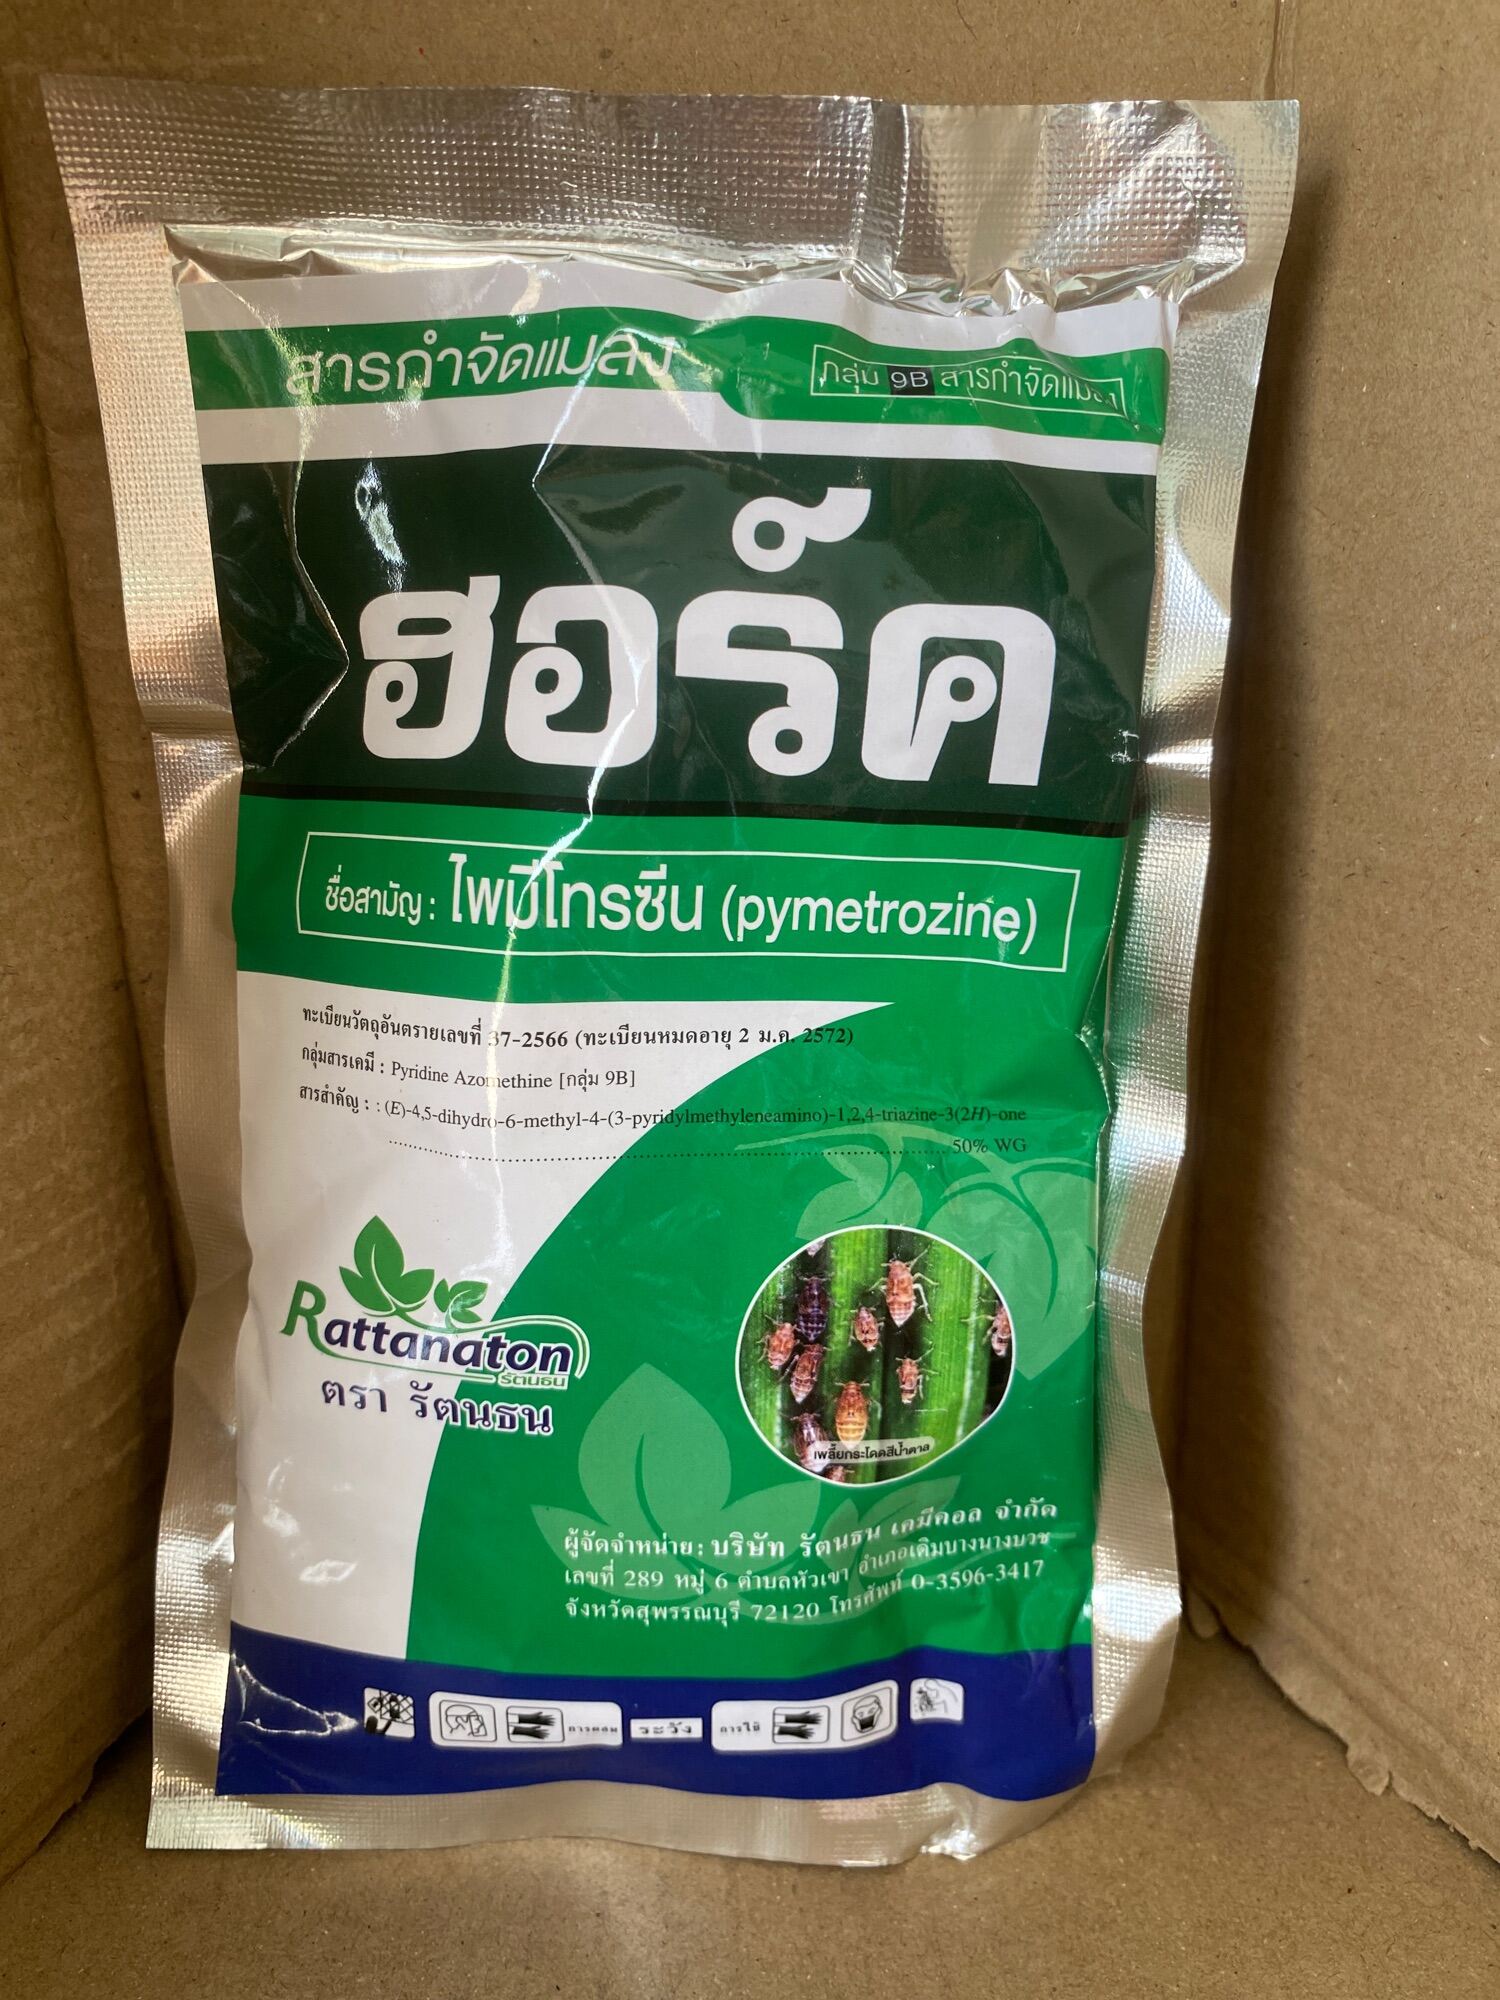 สารกำจัดแมลง
กลุ่ม 9B สารกำจัดแมลง
ฮอร์ค
ชื่อสามัญ : ไพมีโทรซีน (pymetrozine)
ทะเบียนวัตถุอันตรายเลขที่ 37-2566 (ทะเบียนหมดอายุ 2 ม.ค. 2572)
กลุ่มสารเคมี : Pyridine Azomethine [กลุ่ม 9B]
สารสำคัญ : : (E)-4,5-dihydro-6-methyl-4-(3-pyridylmethyleneamino)-1,2,4-triazine-3(2H)-one
50% WG
Rattanaton
รัตนธน
ตรา รัตนธน
เพลี้ยกระโดดสีน้ำตาล
ผู้จัดจำหน่าย : บริษัท รัตนธน เคมีคอล จำกัด
เลขที่ 289 หมู่ 6 ตำบลหัวเขา อำเภอเดิมบางนางบวช
จังหวัดสุพรรณบุรี 72120 โทรศัพท์ 0-3596-3417
การผสม ระวัง การใช้